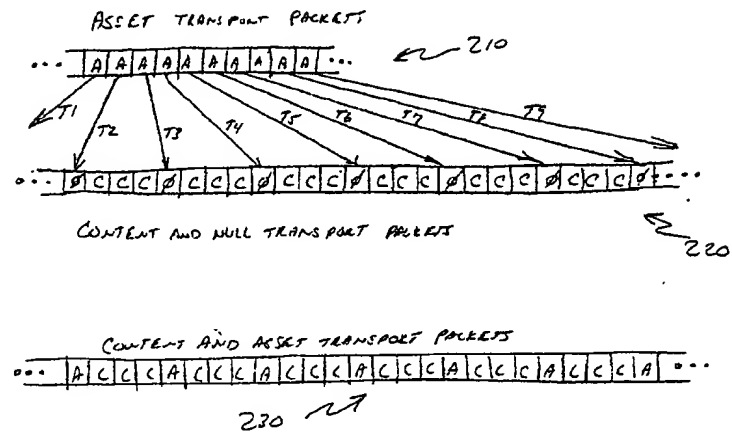 ASSET TRANSPORT PACKETS
... A A A A A A A A A ...
210
T1 T2 T3 T4 T5 T6 T7 T8 T9
... Ø C C C Ø C C C Ø C C C Ø C C C Ø C C C Ø C C C Ø ...
CONTENT AND NULL TRANSPORT PACKETS
220
CONTENT AND ASSET TRANSPORT PACKETS
... A C C C A C C C A C C C A C C C A C C C A C C C A ...
230